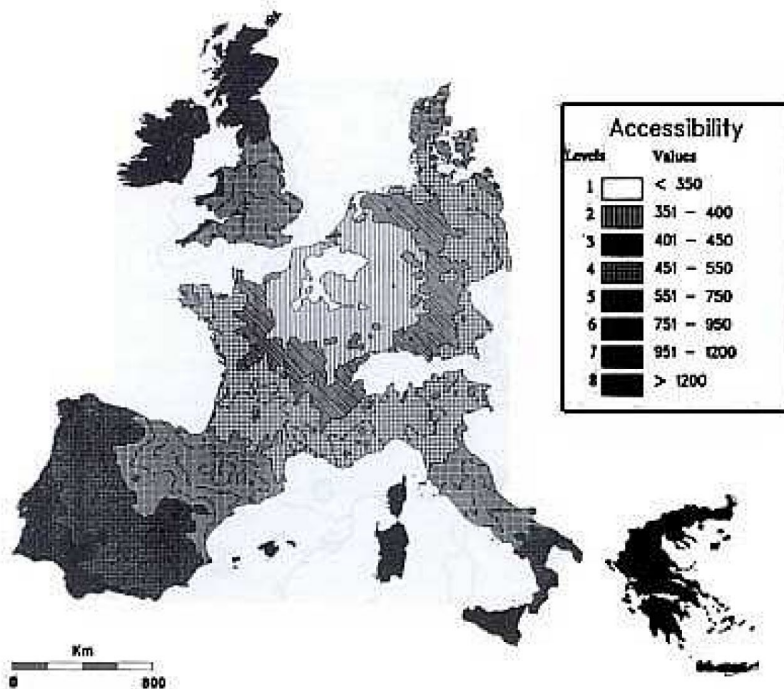 Accessibility
Levels Values
1 < 350
2 351 - 400
3 401 - 450
4 451 - 550
5 551 - 750
6 751 - 950
7 951 - 1200
8 > 1200
Km
0 800